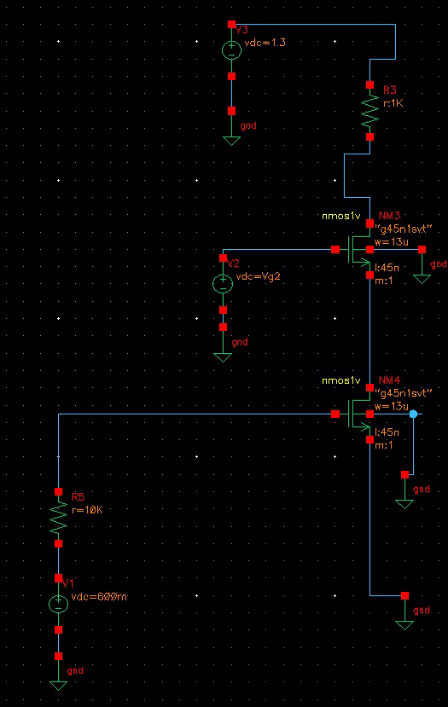 V3
vdc=1.3
gnd
R3
r:1K
nmos1v
NM3
"g45n1svt"
w=13u
l:45n
m:1
gnd
V2
vdc=Vg2
gnd
nmos1v
NM4
"g45n1svt"
w=13u
l:45n
m:1
gnd
R5
r=10K
V1
vdc=600m
gnd
gnd